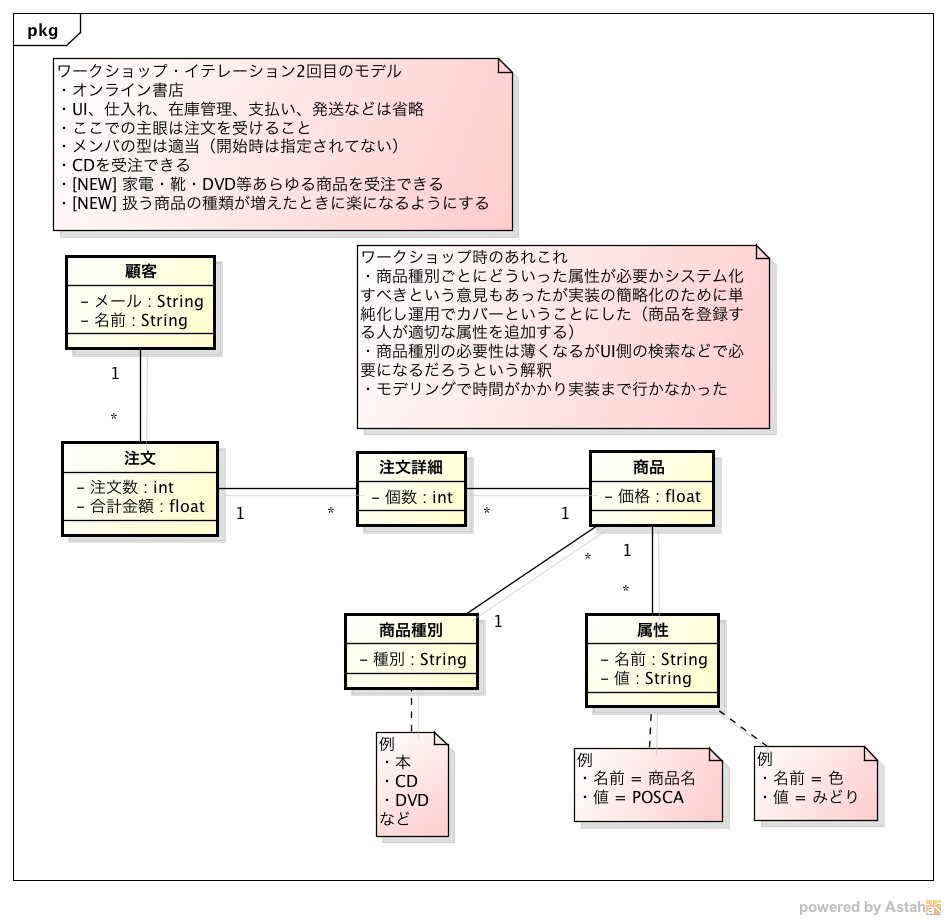 pkg
ワークショップ・イテレーション2回目のモデル
・オンライン書店
・UI、仕入れ、在庫管理、支払い、発送などは省略
・ここでの主眼は注文を受けること
・メンバの型は適当（開始時は指定されてない）
・CDを受注できる
・[NEW] 家電・靴・DVD等あらゆる商品を受注できる
・[NEW] 扱う商品の種類が増えたときに楽になるようにする
ワークショップ時のあれこれ
・商品種別ごとにどういった属性が必要かシステム化
すべきという意見もあったが実装の簡略化のために単
純化し運用でカバーということにした（商品を登録す
る人が適切な属性を追加する）
・商品種別の必要性は薄くなるがUI側の検索などで必
要になるだろうという解釈
・モデリングで時間がかかり実装まで行かなかった
顧客
- メール : String
- 名前 : String
1
*
注文
- 注文数 : int
- 合計金額 : float
1
*
注文詳細
- 個数 : int
*
1
商品
- 価格 : float
*
1
1
*
商品種別
- 種別 : String
属性
- 名前 : String
- 値 : String
例
・本
・CD
・DVD
など
例
・名前 = 商品名
・値 = POSCA
例
・名前 = 色
・値 = みどり
powered by Astah